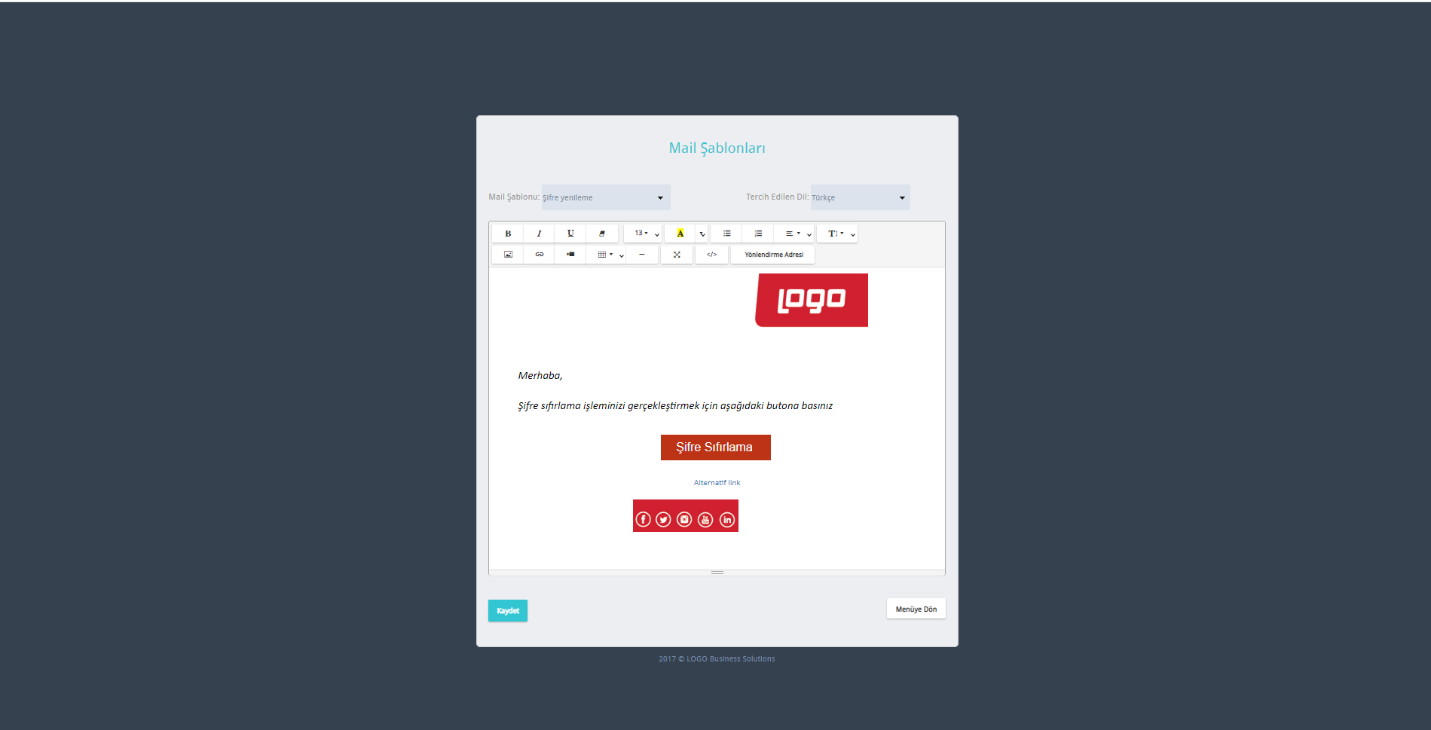 Mail Şablonları
Mail Şablonu: Şifre yenileme Tercih Edilen Dil: Türkçe
B I U 13 A T
</> Yönlendirme Adresi
LOGO
Merhaba,
Şifre sıfırlama işleminizi gerçekleştirmek için aşağıdaki butona basınız
Şifre Sıfırlama
Alternatif link
Kaydet Menüye Dön
2017 © LOGO Business Solutions